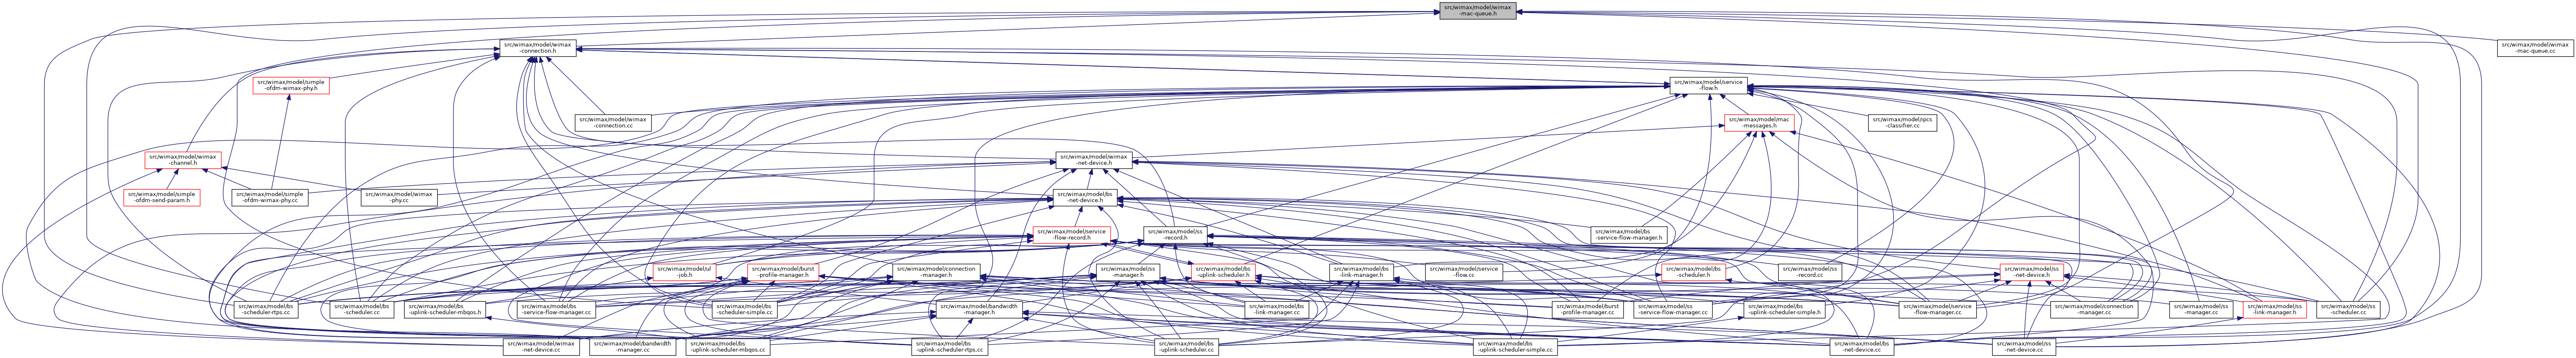 src/wimax/model/wimax
-mac-queue.h
src/wimax/model/wimax
-connection.h
src/wimax/model/wimax
-mac-queue.cc
src/wimax/model/simple
-ofdm-wimax-phy.h
src/wimax/model/service
-flow.h
src/wimax/model/wimax
-connection.cc
src/wimax/model/mac
-messages.h
src/wimax/model/ipcs
-classifier.cc
src/wimax/model/wimax
-channel.h
src/wimax/model/wimax
-net-device.h
src/wimax/model/simple
-ofdm-send-param.h
src/wimax/model/simple
-ofdm-wimax-phy.cc
src/wimax/model/wimax
-phy.cc
src/wimax/model/bs
-net-device.h
src/wimax/model/service
-flow-record.h
src/wimax/model/ss
-record.h
src/wimax/model/bs
-service-flow-manager.h
src/wimax/model/ul
-job.h
src/wimax/model/burst
-profile-manager.h
src/wimax/model/connection
-manager.h
src/wimax/model/ss
-manager.h
src/wimax/model/bs
-uplink-scheduler.h
src/wimax/model/bs
-link-manager.h
src/wimax/model/service
-flow.cc
src/wimax/model/bs
-scheduler.h
src/wimax/model/ss
-record.cc
src/wimax/model/ss
-net-device.h
src/wimax/model/bs
-scheduler-rtps.cc
src/wimax/model/bs
-scheduler.cc
src/wimax/model/bs
-uplink-scheduler-mbqos.h
src/wimax/model/bs
-service-flow-manager.cc
src/wimax/model/bs
-scheduler-simple.cc
src/wimax/model/bandwidth
-manager.h
src/wimax/model/bs
-link-manager.cc
src/wimax/model/burst
-profile-manager.cc
src/wimax/model/ss
-service-flow-manager.cc
src/wimax/model/bs
-uplink-scheduler-simple.h
src/wimax/model/service
-flow-manager.cc
src/wimax/model/connection
-manager.cc
src/wimax/model/ss
-manager.cc
src/wimax/model/ss
-link-manager.h
src/wimax/model/ss
-scheduler.cc
src/wimax/model/wimax
-net-device.cc
src/wimax/model/bandwidth
-manager.cc
src/wimax/model/bs
-uplink-scheduler-mbqos.cc
src/wimax/model/bs
-uplink-scheduler-rtps.cc
src/wimax/model/bs
-uplink-scheduler.cc
src/wimax/model/bs
-uplink-scheduler-simple.cc
src/wimax/model/bs
-net-device.cc
src/wimax/model/ss
-net-device.cc